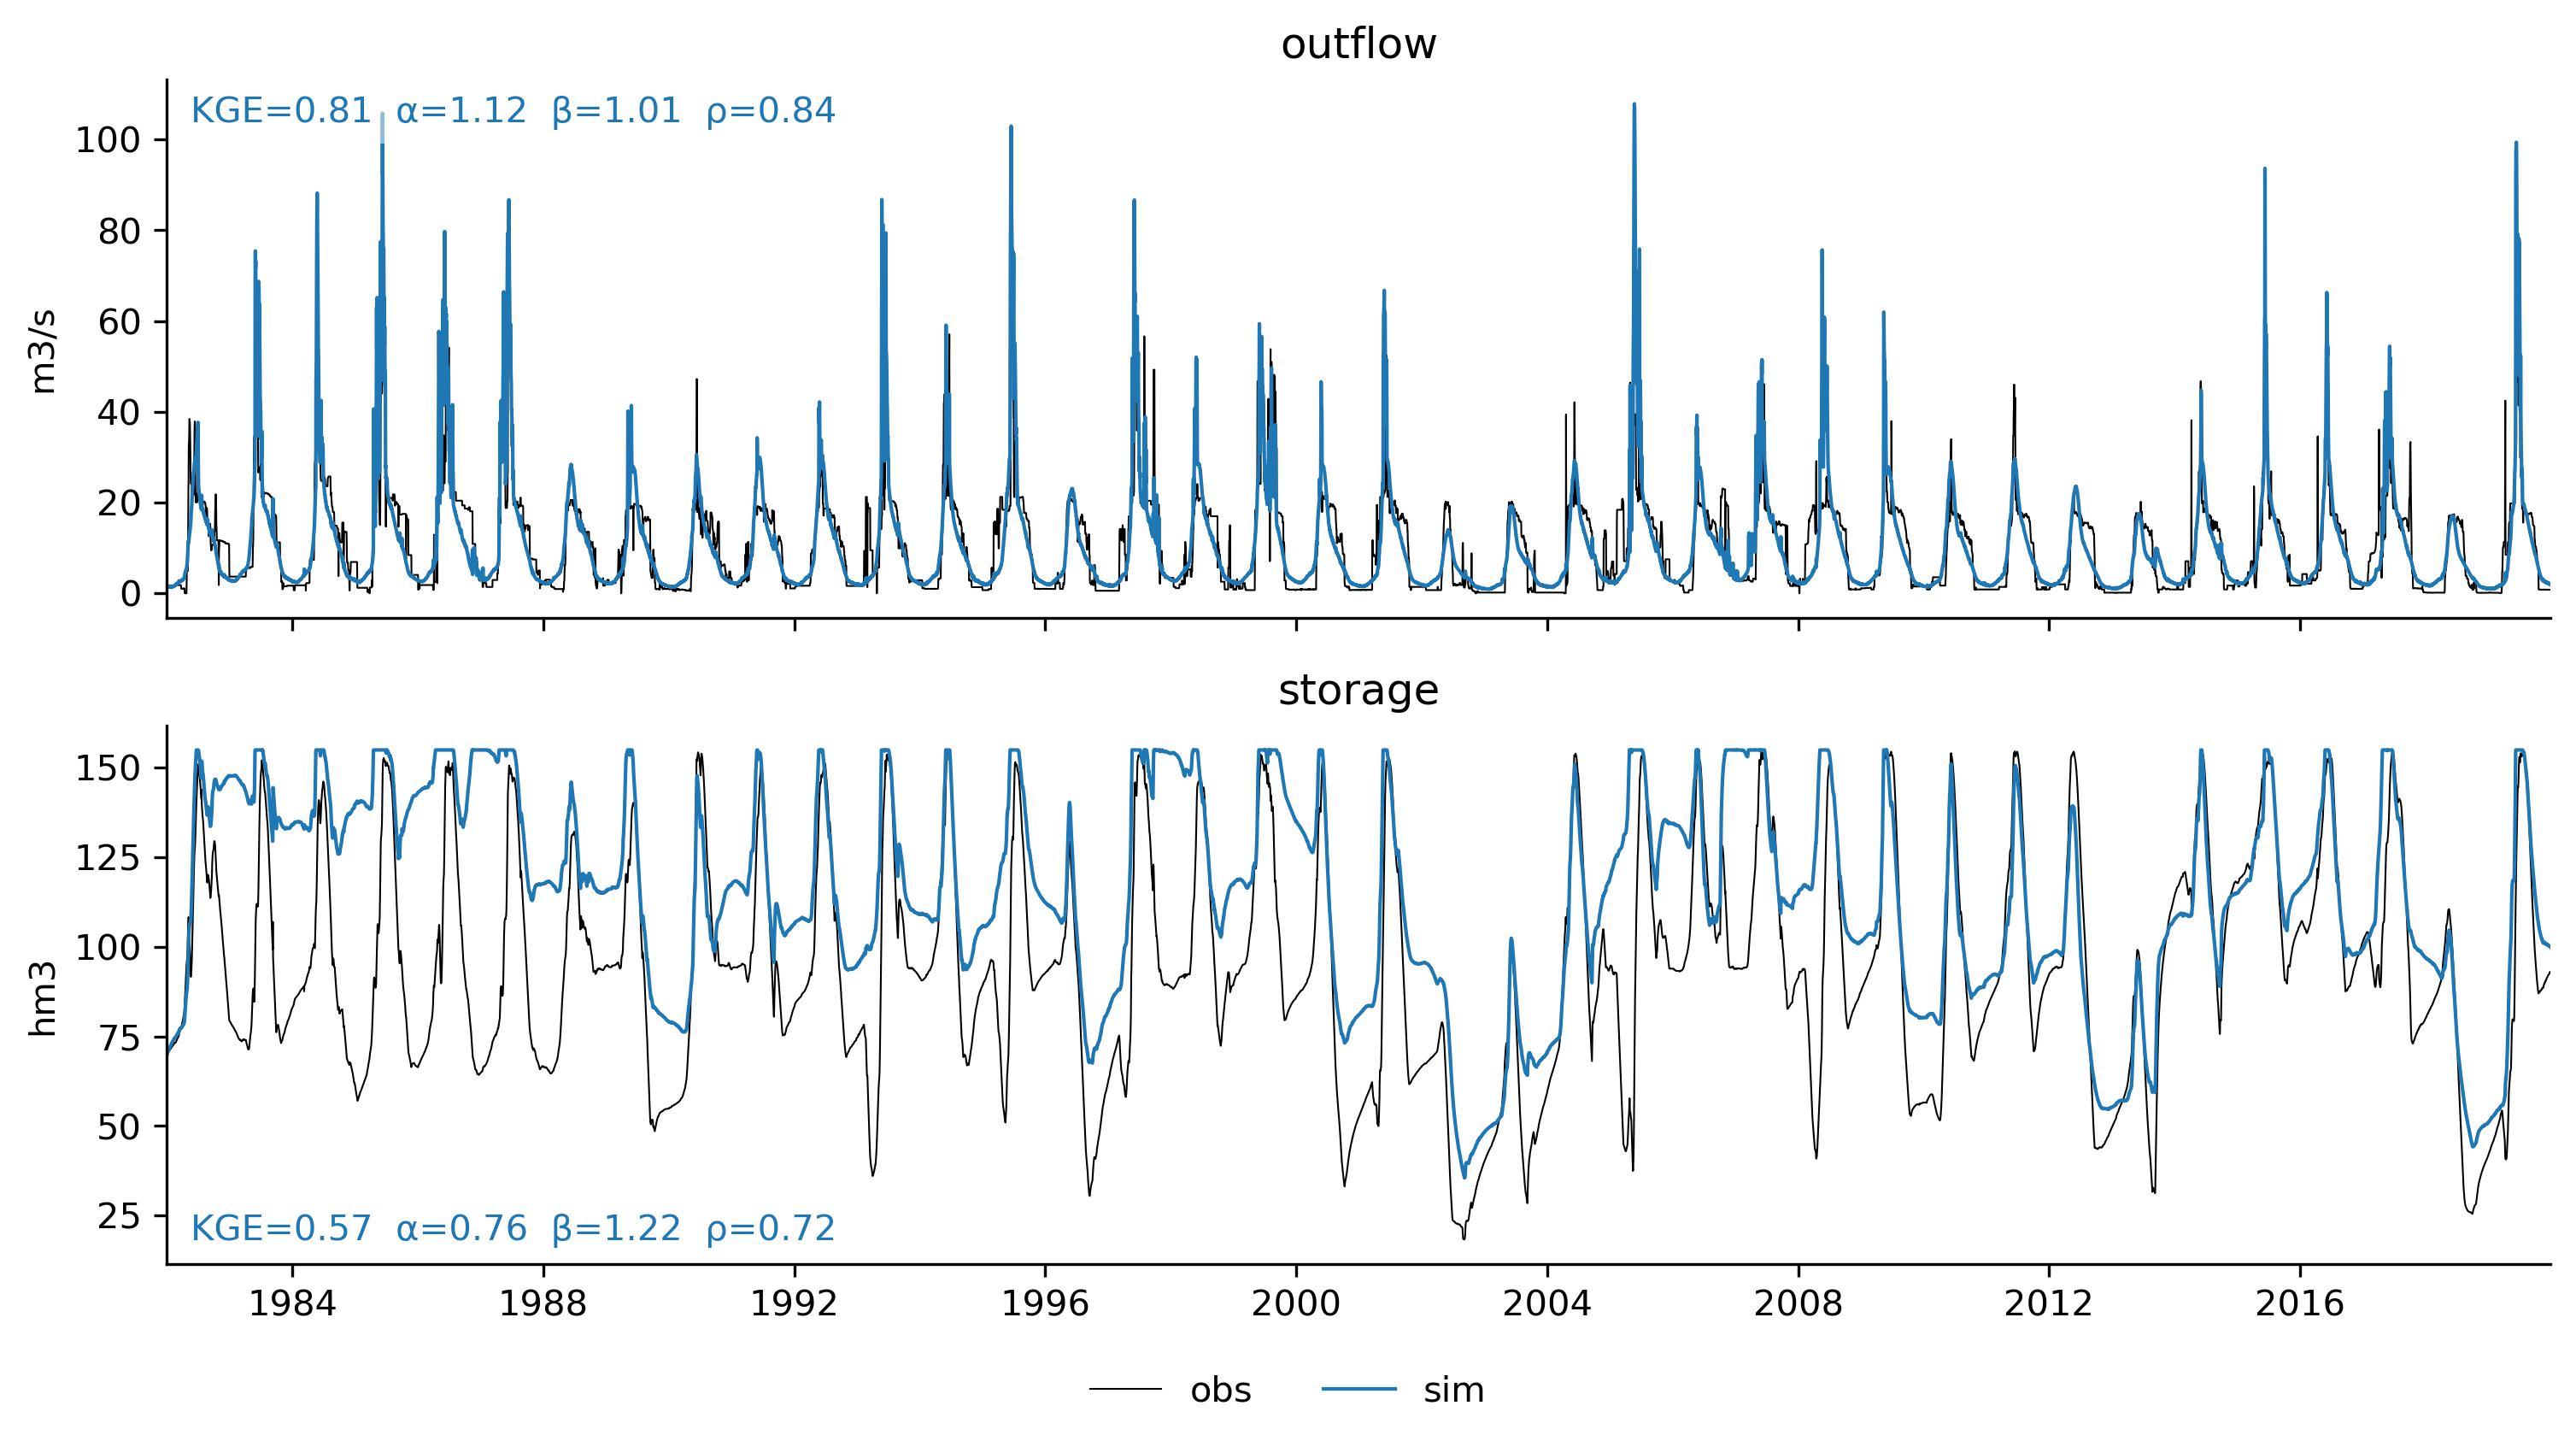 outflow
KGE=0.81 α=1.12 β=1.01 ρ=0.84
100
80
60
40
20
0
m3/s
storage
150
125
100
75
50
25
hm3
KGE=0.57 α=0.76 β=1.22 ρ=0.72
1984 1988 1992 1996 2000 2004 2008 2012 2016
obs sim